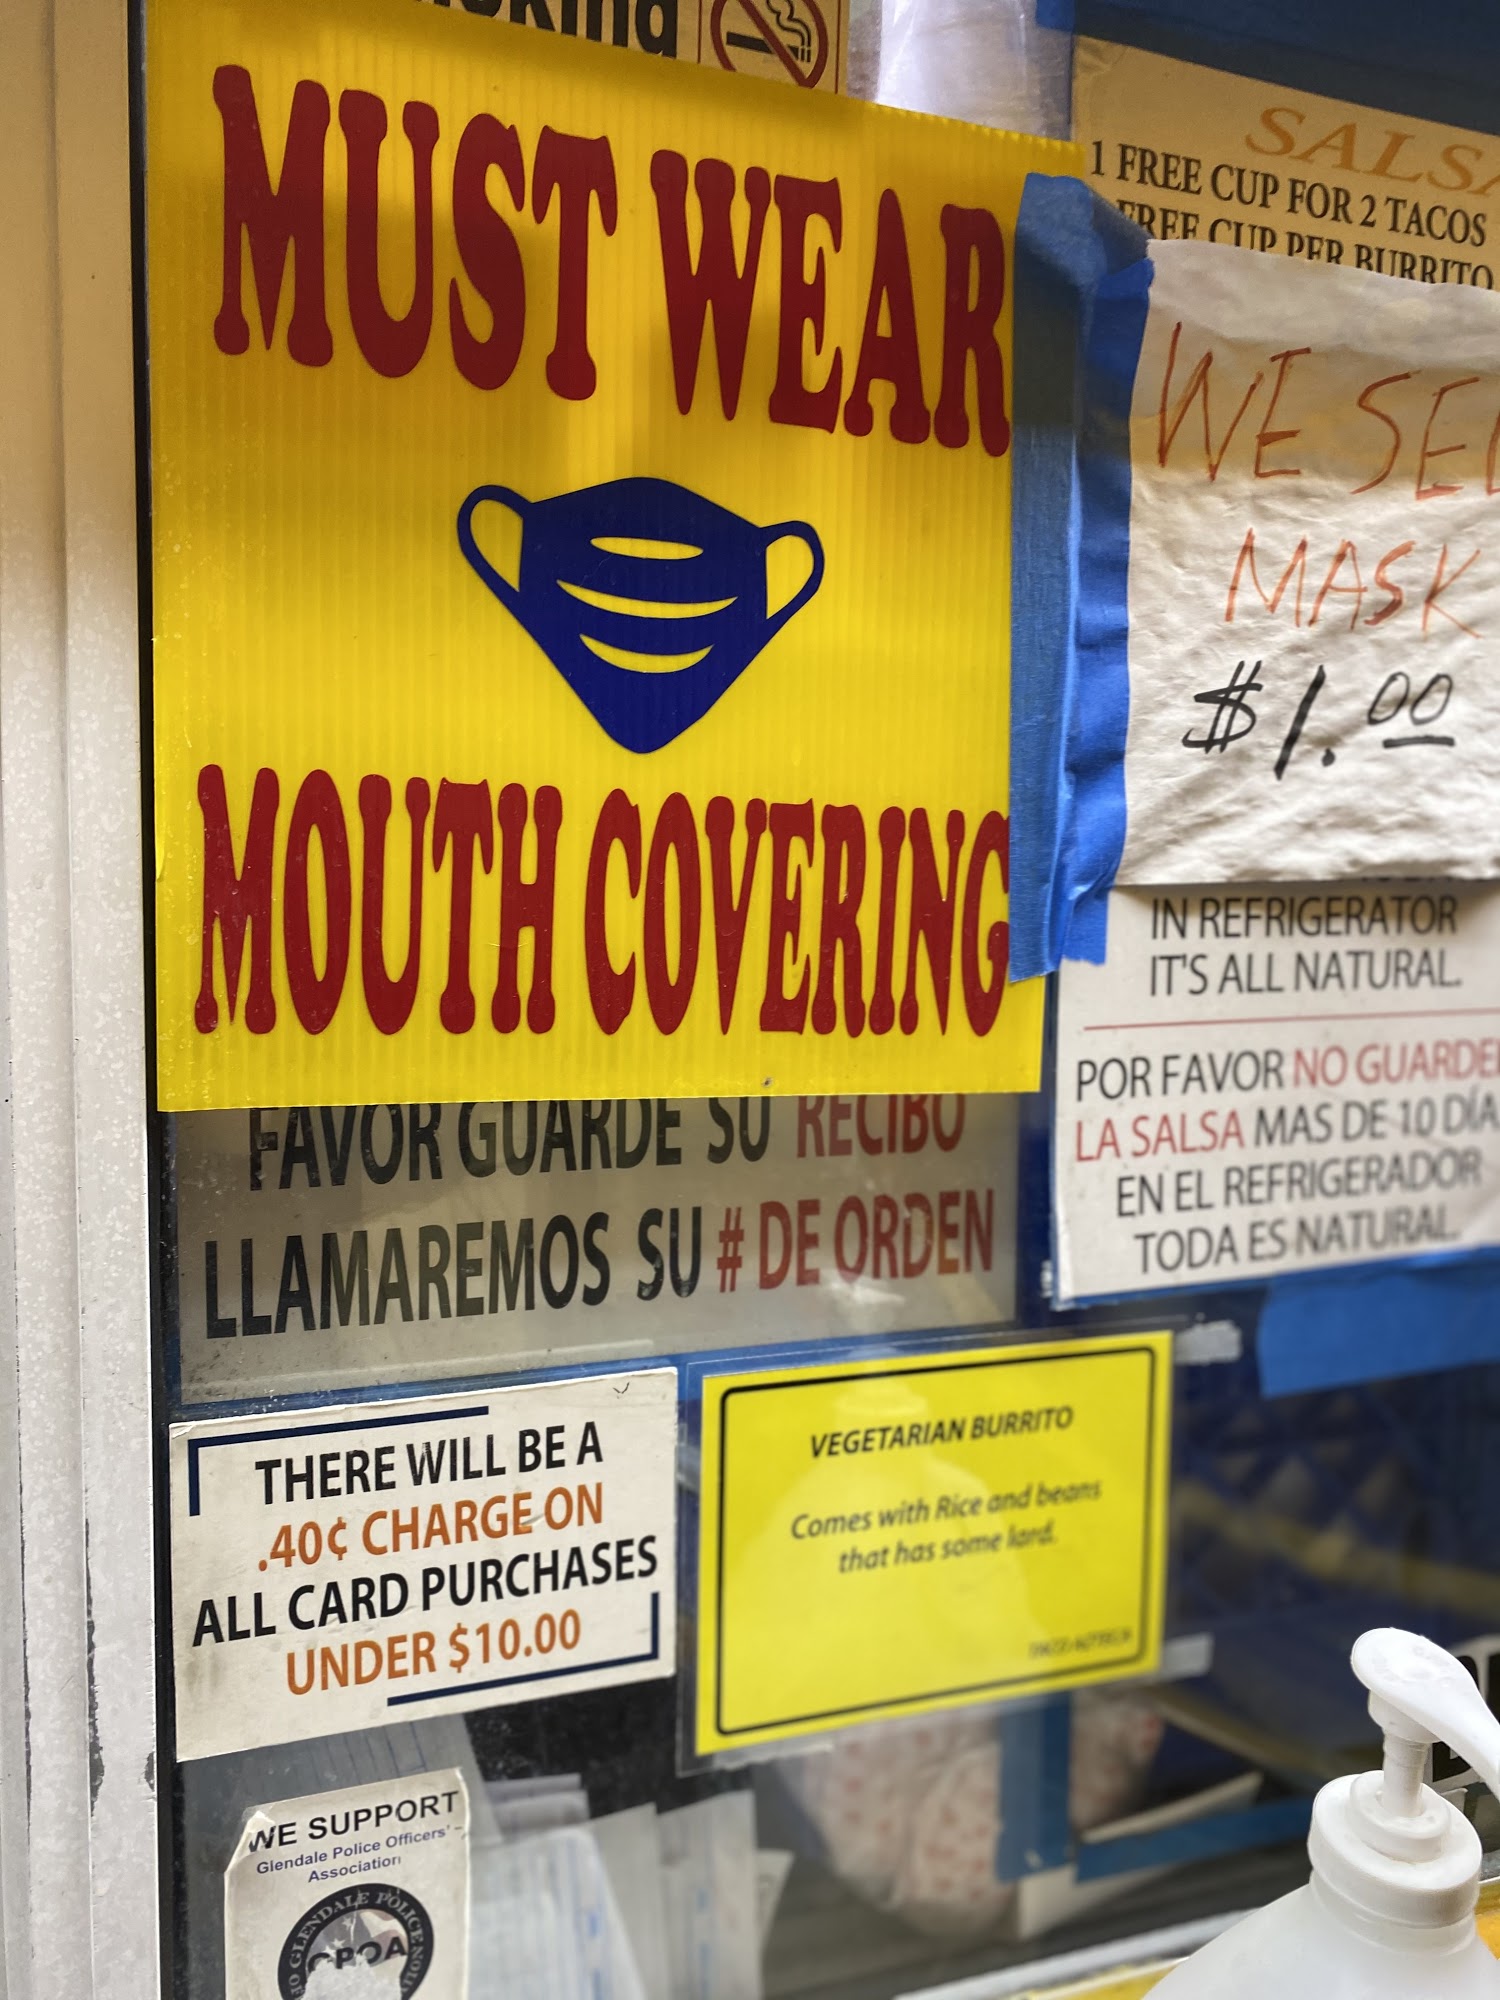 MUST WEAR
MOUTH COVERING
SALSA
1 FREE CUP FOR 2 TACOS
FREE CUP PER BURRITO
WE SEL
MASK
$1.00
IN REFRIGERATOR
IT'S ALL NATURAL.
POR FAVOR NO GUARDE
LA SALSA MAS DE 10 DÍA
EN EL REFRIGERADOR
TODA ES NATURAL.
FAVOR GUARDE SU RECIBO
LLAMAREMOS SU # DE ORDEN
THERE WILL BE A
.40¢ CHARGE ON
ALL CARD PURCHASES
UNDER $10.00
VEGETARIAN BURRITO
Comes with Rice and beans
that has some lard.
WE SUPPORT
Glendale Police Officers'
Association
GLENDALE POLICE
GPOA